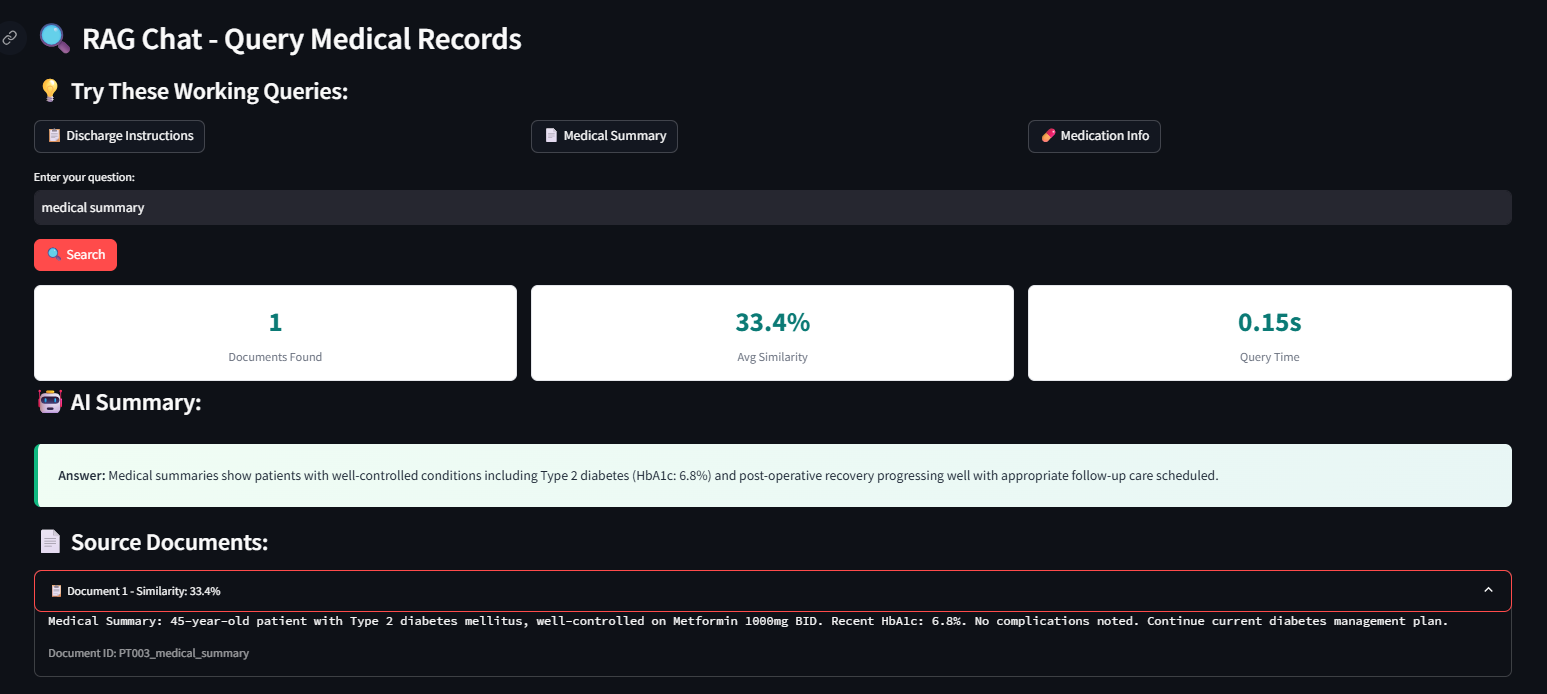 RAG Chat - Query Medical Records
Try These Working Queries:
Discharge Instructions
Medical Summary
Medication Info
Enter your question:
medical summary
Search
1
Documents Found
33.4%
Avg Similarity
0.15s
Query Time
AI Summary:
Answer: Medical summaries show patients with well-controlled conditions including Type 2 diabetes (HbA1c: 6.8%) and post-operative recovery progressing well with appropriate follow-up care scheduled.
Source Documents:
Document 1 - Similarity: 33.4%
Medical Summary: 45-year-old patient with Type 2 diabetes mellitus, well-controlled on Metformin 1000mg BID. Recent HbA1c: 6.8%. No complications noted. Continue current diabetes management plan.
Document ID: PT003_medical_summary